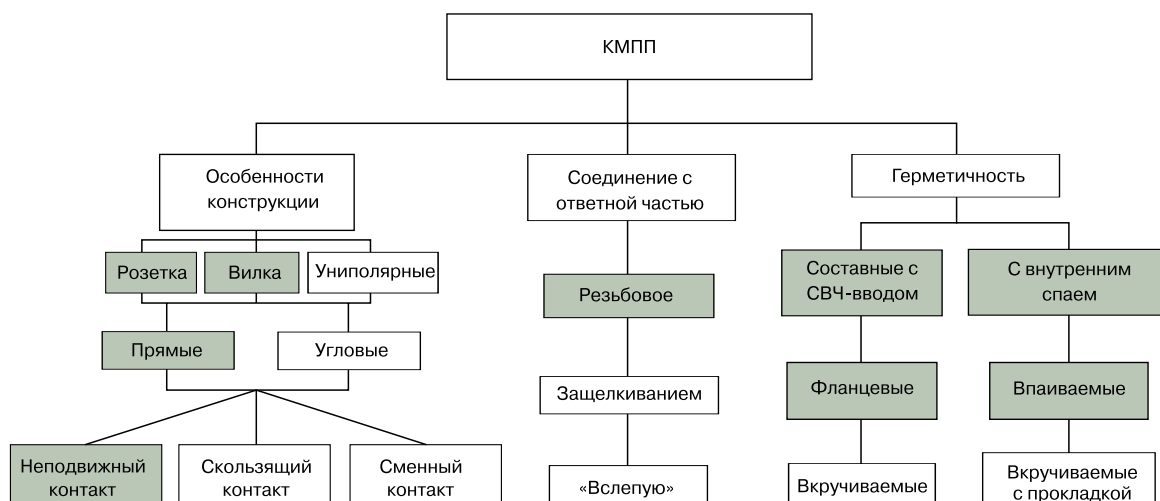 КМПП
Особенности
конструкции
Соединение с
ответной частью
Герметичность
Розетка
Вилка
Униполярные
Резьбовое
Составные с
СВЧ-вводом
С внутренним
спаем
Прямые
Угловые
Защелкиванием
Фланцевые
Впаиваемые
Неподвижный
контакт
Скользящий
контакт
Сменный
контакт
«Вслепую»
Вкручиваемые
Вкручиваемые
с прокладкой